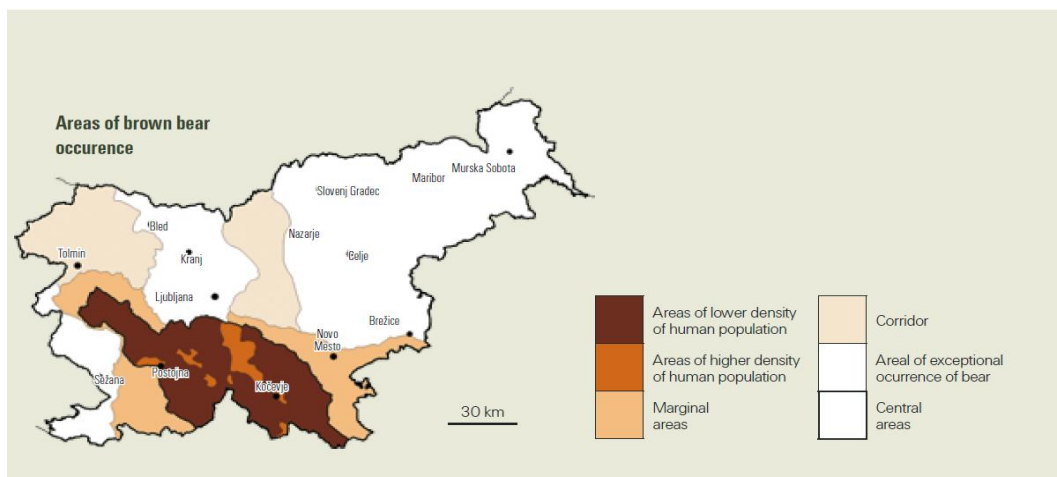 Areas of brown bear
occurence
Murska Sobota
Maribor
Slovenj Gradec
Bled
Nazarje
Tolmin
Kranj
Celje
Ljubljana
Brežice
Novo
Mesto
Sežana
Postojna
Kočevje
30 km
Areas of lower density
of human population
Areas of higher density
of human population
Marginal
areas
Corridor
Areal of exceptional
ocurrence of bear
Central
areas